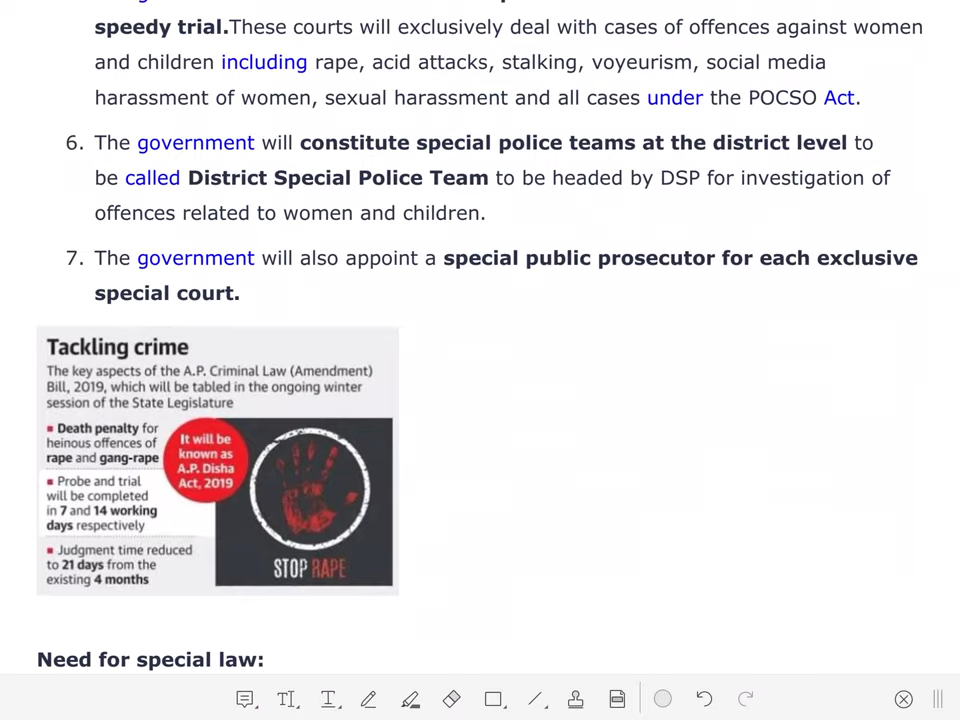 speedy trial.These courts will exclusively deal with cases of offences against women
and children including rape, acid attacks, stalking, voyeurism, social media
harassment of women, sexual harassment and all cases under the POCSO Act.
6. The government will constitute special police teams at the district level to
be called District Special Police Team to be headed by DSP for investigation of
offences related to women and children.
7. The government will also appoint a special public prosecutor for each exclusive
special court.
Tackling crime
The key aspects of the A.P. Criminal Law (Amendment)
Bill, 2019, which will be tabled in the ongoing winter
session of the State Legislature
▪ Death penalty for
heinous offences of
rape and gang-rape
▪ Probe and trial
will be completed
in 7 and 14 working
days respectively
▪ Judgment time reduced
to 21 days from the
existing 4 months
It will be
known as
A.P. Disha
Act, 2019
STOP RAPE
Need for special law: